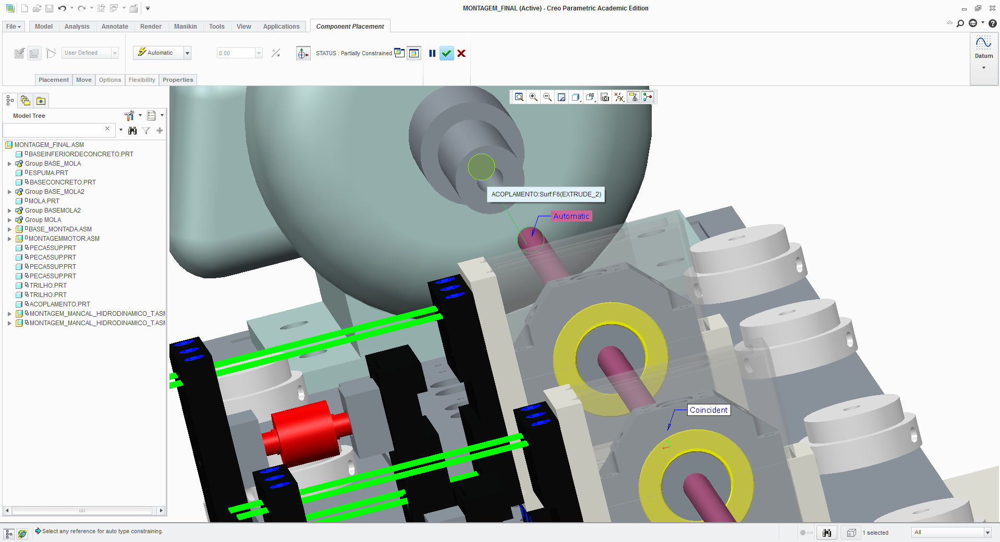 MONTAGEM_FINAL (Active) - Creo Parametric Academic Edition
File Model Analysis Annotate Render Manikin Tools View Applications Component Placement
User Defined Automatic 0.00 STATUS : Partially Constrained
Datum
Placement Move Options Flexibility Properties
Model Tree
MONTAGEM_FINAL.ASM
BASEINFERIORDECONCRETO.PRT
Group BASE_MOLA
ESPUMA.PRT
BASECONCRETO.PRT
Group BASE_MOLA2
MOLA.PRT
Group BASEMOLA2
Group MOLA
BASE_MONTADA.ASM
MONTAGEMMOTOR.ASM
PECA5SUP.PRT
PECA5SUP.PRT
PECA5SUP.PRT
PECA5SUP.PRT
TRILHO.PRT
TRILHO.PRT
ACOPLAMENTO.PRT
MONTAGEM_MANCAL_HIDRODINAMICO_T.ASM
MONTAGEM_MANCAL_HIDRODINAMICO_T.ASM
ACOPLAMENTO:Surf:F6(EXTRUDE_2)
Automatic
Coincident
Select any reference for auto type constraining.
1 selected
All